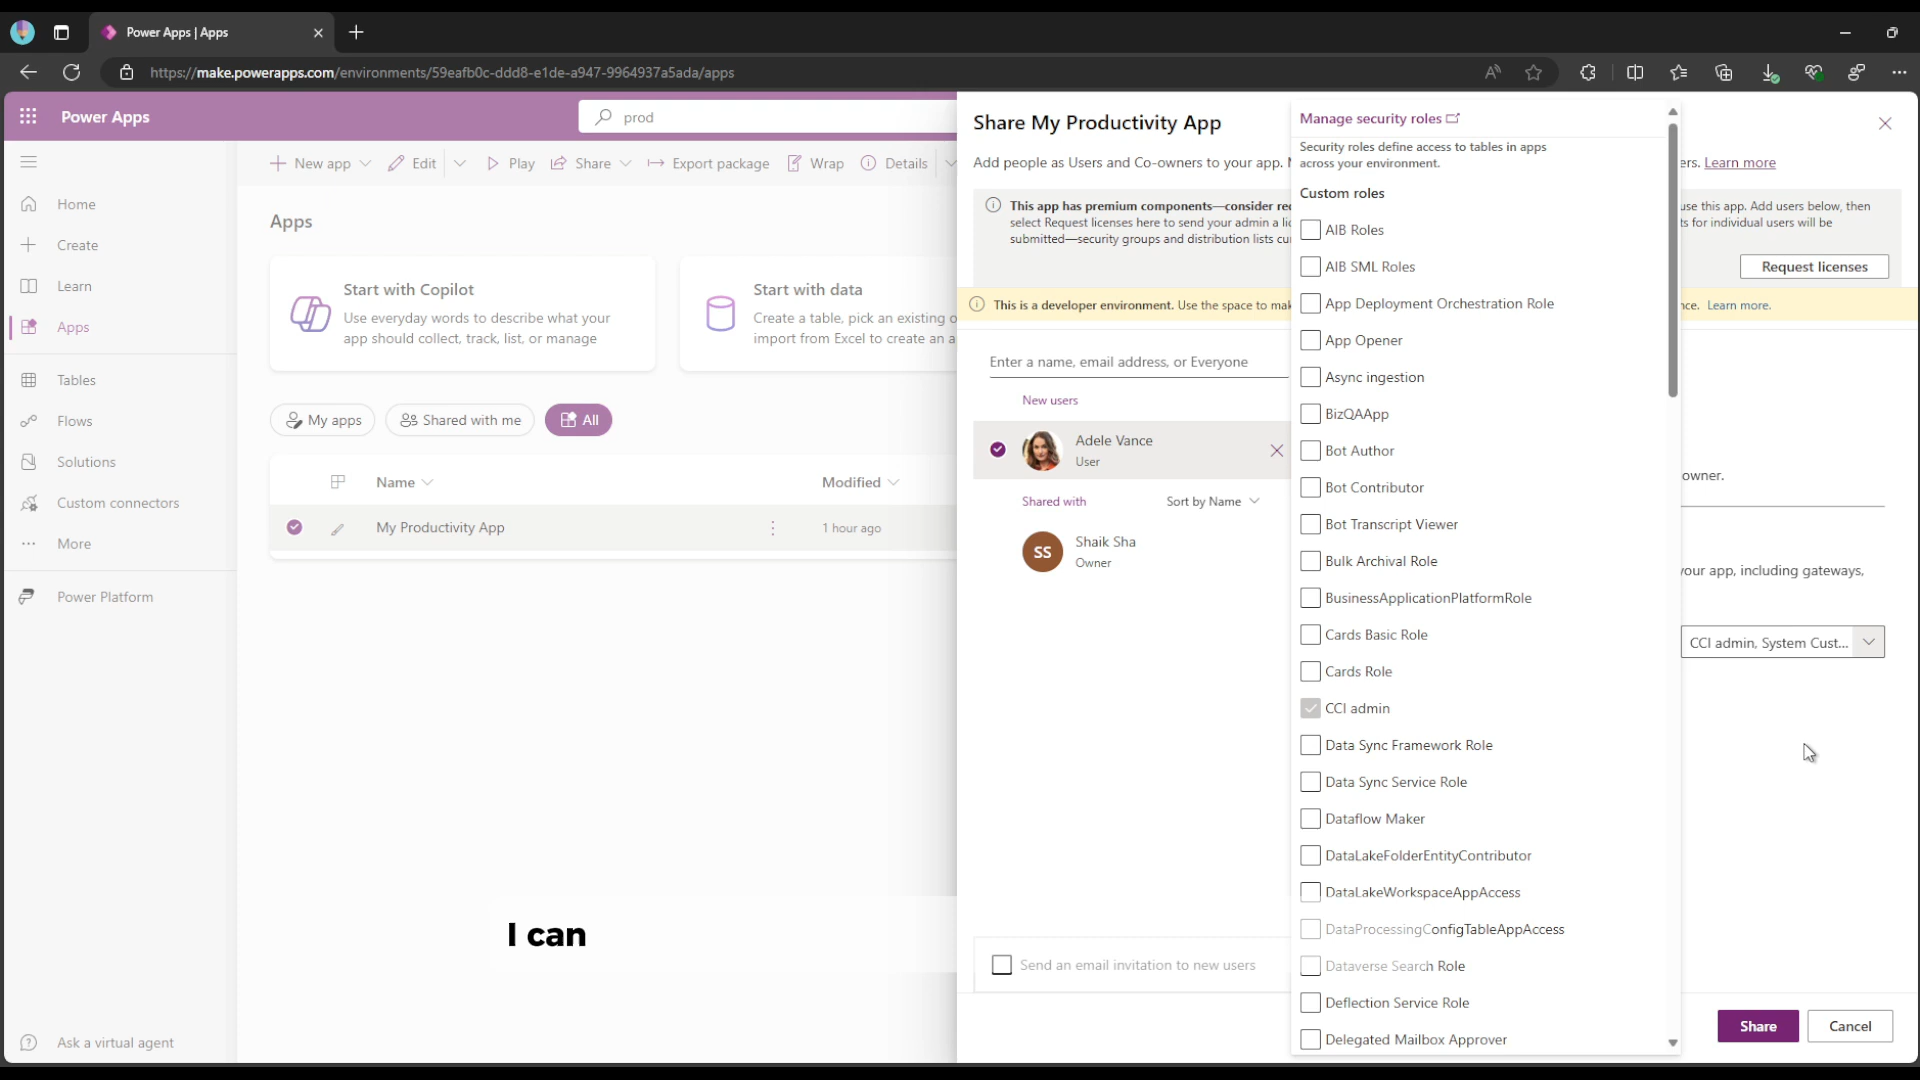 Power Apps | Apps
https://make.powerapps.com/environments/59eafb0c-ddd8-e1de-a947-9964937a5ada/apps
Power Apps
prod
New app
Edit
Play
Share
Export package
Wrap
Details
Home
Create
Learn
Apps
Tables
Flows
Solutions
Custom connectors
More
Power Platform
Ask a virtual agent
Apps
Start with Copilot
Use everyday words to describe what your
app should collect, track, list, or manage
Start with data
Create a table, pick an existing o
import from Excel to create an a
My apps
Shared with me
All
Name
Modified
My Productivity App
1 hour ago
I can
Share My Productivity App
Add people as Users and Co-owners to your app.
ers. Learn more
This app has premium components—consider re
use this app. Add users below, then
select Request licenses here to send your admin a li
ts for individual users will be
submitted—security groups and distribution lists cu
Request licenses
This is a developer environment. Use the space to mak
nce. Learn more.
Enter a name, email address, or Everyone
New users
Adele Vance
User
Shared with
Sort by Name
SS
Shaik Sha
Owner
Send an email invitation to new users
Manage security roles
Security roles define access to tables in apps
across your environment.
Custom roles
AIB Roles
AIB SML Roles
App Deployment Orchestration Role
App Opener
Async ingestion
BizQAApp
Bot Author
Bot Contributor
Bot Transcript Viewer
Bulk Archival Role
BusinessApplicationPlatformRole
Cards Basic Role
Cards Role
CCI admin
Data Sync Framework Role
Data Sync Service Role
Dataflow Maker
DataLakeFolderEntityContributor
DataLakeWorkspaceAppAccess
DataProcessingConfigTableAppAccess
Dataverse Search Role
Deflection Service Role
Delegated Mailbox Approver
owner.
your app, including gateways,
CCI admin, System Cust...
Share
Cancel